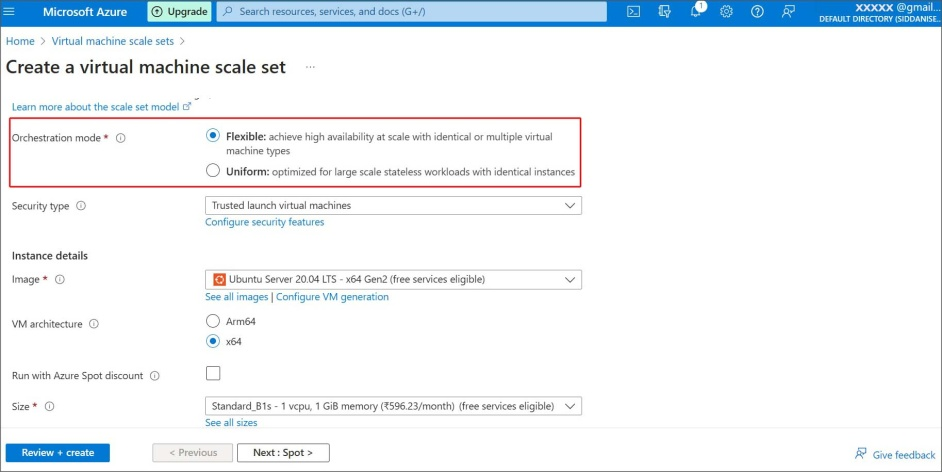 Microsoft Azure
Upgrade
Search resources, services, and docs (G+/)
1
XXXXX @gmail...
DEFAULT DIRECTORY (SIDDANISE...
Home > Virtual machine scale sets >
Create a virtual machine scale set ...
Learn more about the scale set model
Orchestration mode *
Flexible: achieve high availability at scale with identical or multiple virtual
machine types
Uniform: optimized for large scale stateless workloads with identical instances
Security type
Trusted launch virtual machines
Configure security features
Instance details
Image *
Ubuntu Server 20.04 LTS - x64 Gen2 (free services eligible)
See all images | Configure VM generation
VM architecture
Arm64
x64
Run with Azure Spot discount
Size *
Standard_B1s - 1 vcpu, 1 GiB memory (₹596.23/month) (free services eligible)
See all sizes
Review + create
< Previous
Next : Spot >
Give feedback